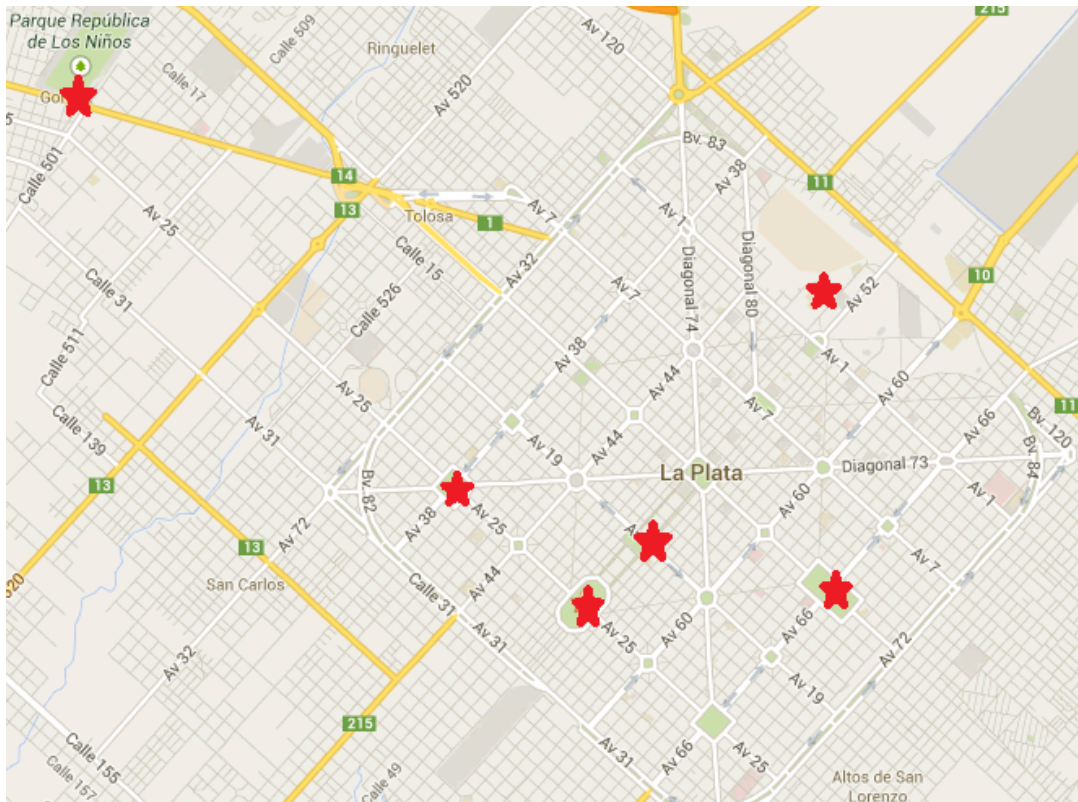 Parque República
de Los Niños
215
Av 120
Calle 509
Ringuelet
Calle 17
Av 520
Calle 501
Bv. 83
Av 38
14
11
13
Av 25
Tolosa
1
Av 7
Av 1
Calle 15
Av 32
Diagonal 74
Diagonal 80
Av 52
10
Calle 31
Calle 526
Av 7
Calle 511
Av 38
Av 44
Av 1
Av 60
Av 25
Av 7
Av 66
11
Calle 139
Av 31
Av 19
Av 44
Bv. 120
La Plata
Diagonal 73
Bv. 84
13
Bv. 82
Av 1
Av 72
Av 38
Av 25
Av 60
13
Av 7
San Carlos
Av 44
Calle 31
520
Av 25
Av 60
Av 66
Av 72
Av 31
Av 32
Av 19
215
Av 66
Av 25
Av 31
Calle 155
Calle 157
Calle 49
Altos de San
Lorenzo